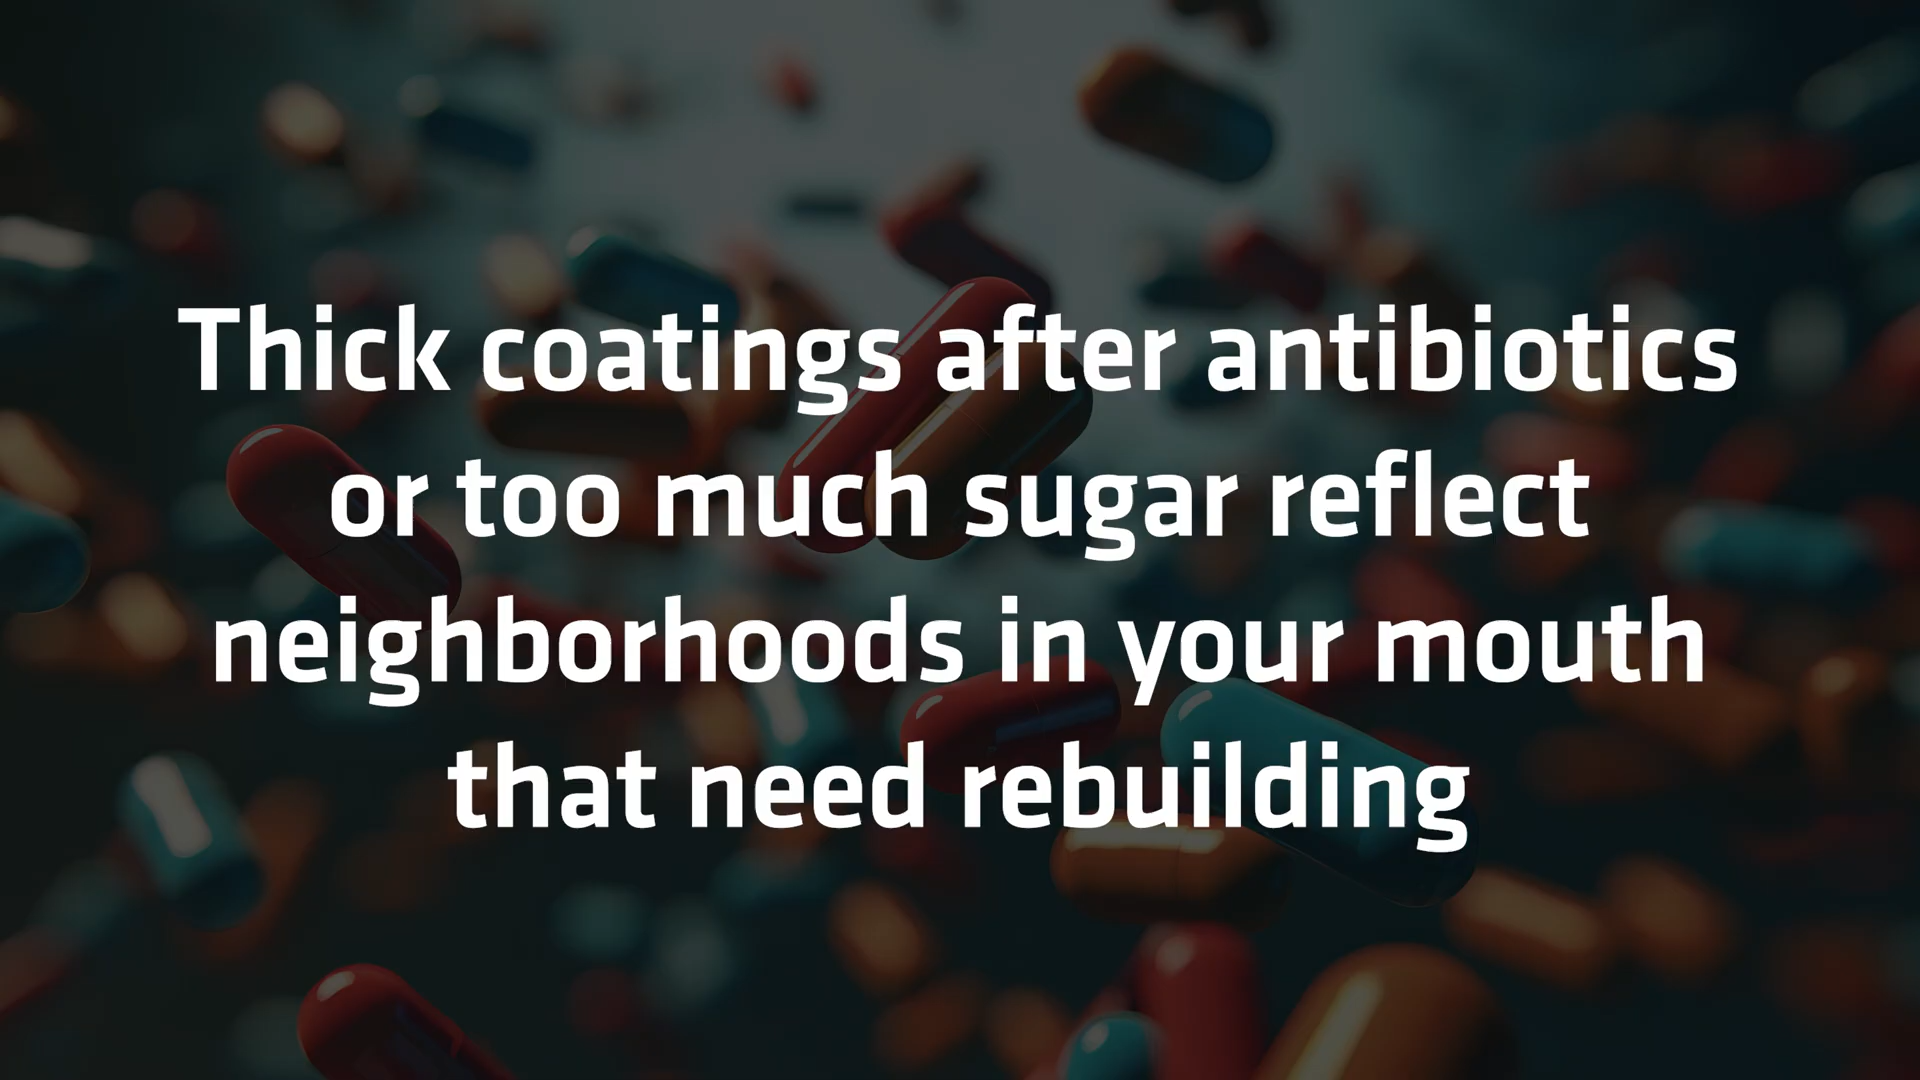 Thick coatings after antibiotics
or too much sugar reflect
neighborhoods in your mouth
that need rebuilding